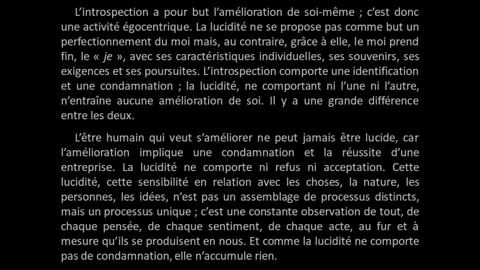 L’introspection a pour but l’amélioration de soi-même ; c’est donc
une activité égocentrique. La lucidité ne se propose pas comme but un
perfectionnement du moi mais, au contraire, grâce à elle, le moi prend
fin, le « je », avec ses caractéristiques individuelles, ses souvenirs, ses
exigences et ses poursuites. L’introspection comporte une identification
et une condamnation ; la lucidité, ne comportant ni l’une ni l’autre,
n’entraîne aucune amélioration de soi. Il y a une grande différence
entre les deux.
L’être humain qui veut s’améliorer ne peut jamais être lucide, car
l’amélioration implique une condamnation et la réussite d’une
entreprise. La lucidité ne comporte ni refus ni acceptation. Cette
lucidité, cette sensibilité en relation avec les choses, la nature, les
personnes, les idées, n’est pas un assemblage de processus distincts,
mais un processus unique ; c’est une constante observation de tout, de
chaque pensée, de chaque sentiment, de chaque acte, au fur et à
mesure qu’ils se produisent en nous. Et comme la lucidité ne comporte
pas de condamnation, elle n’accumule rien.